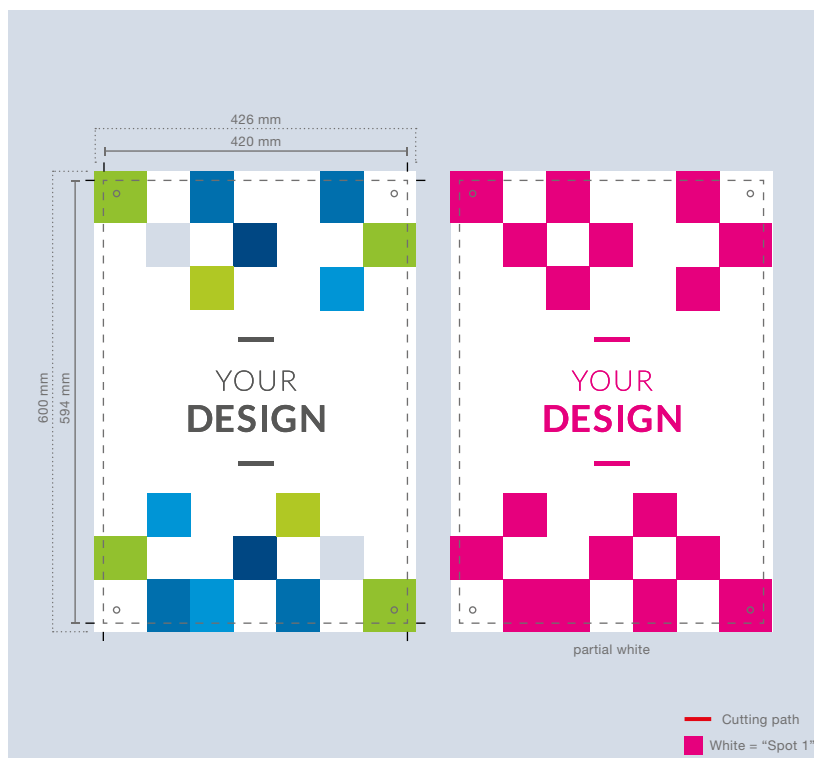 426 mm
420 mm
600 mm
594 mm
YOUR
DESIGN
YOUR
DESIGN
partial white
Cutting path
White = “Spot 1”